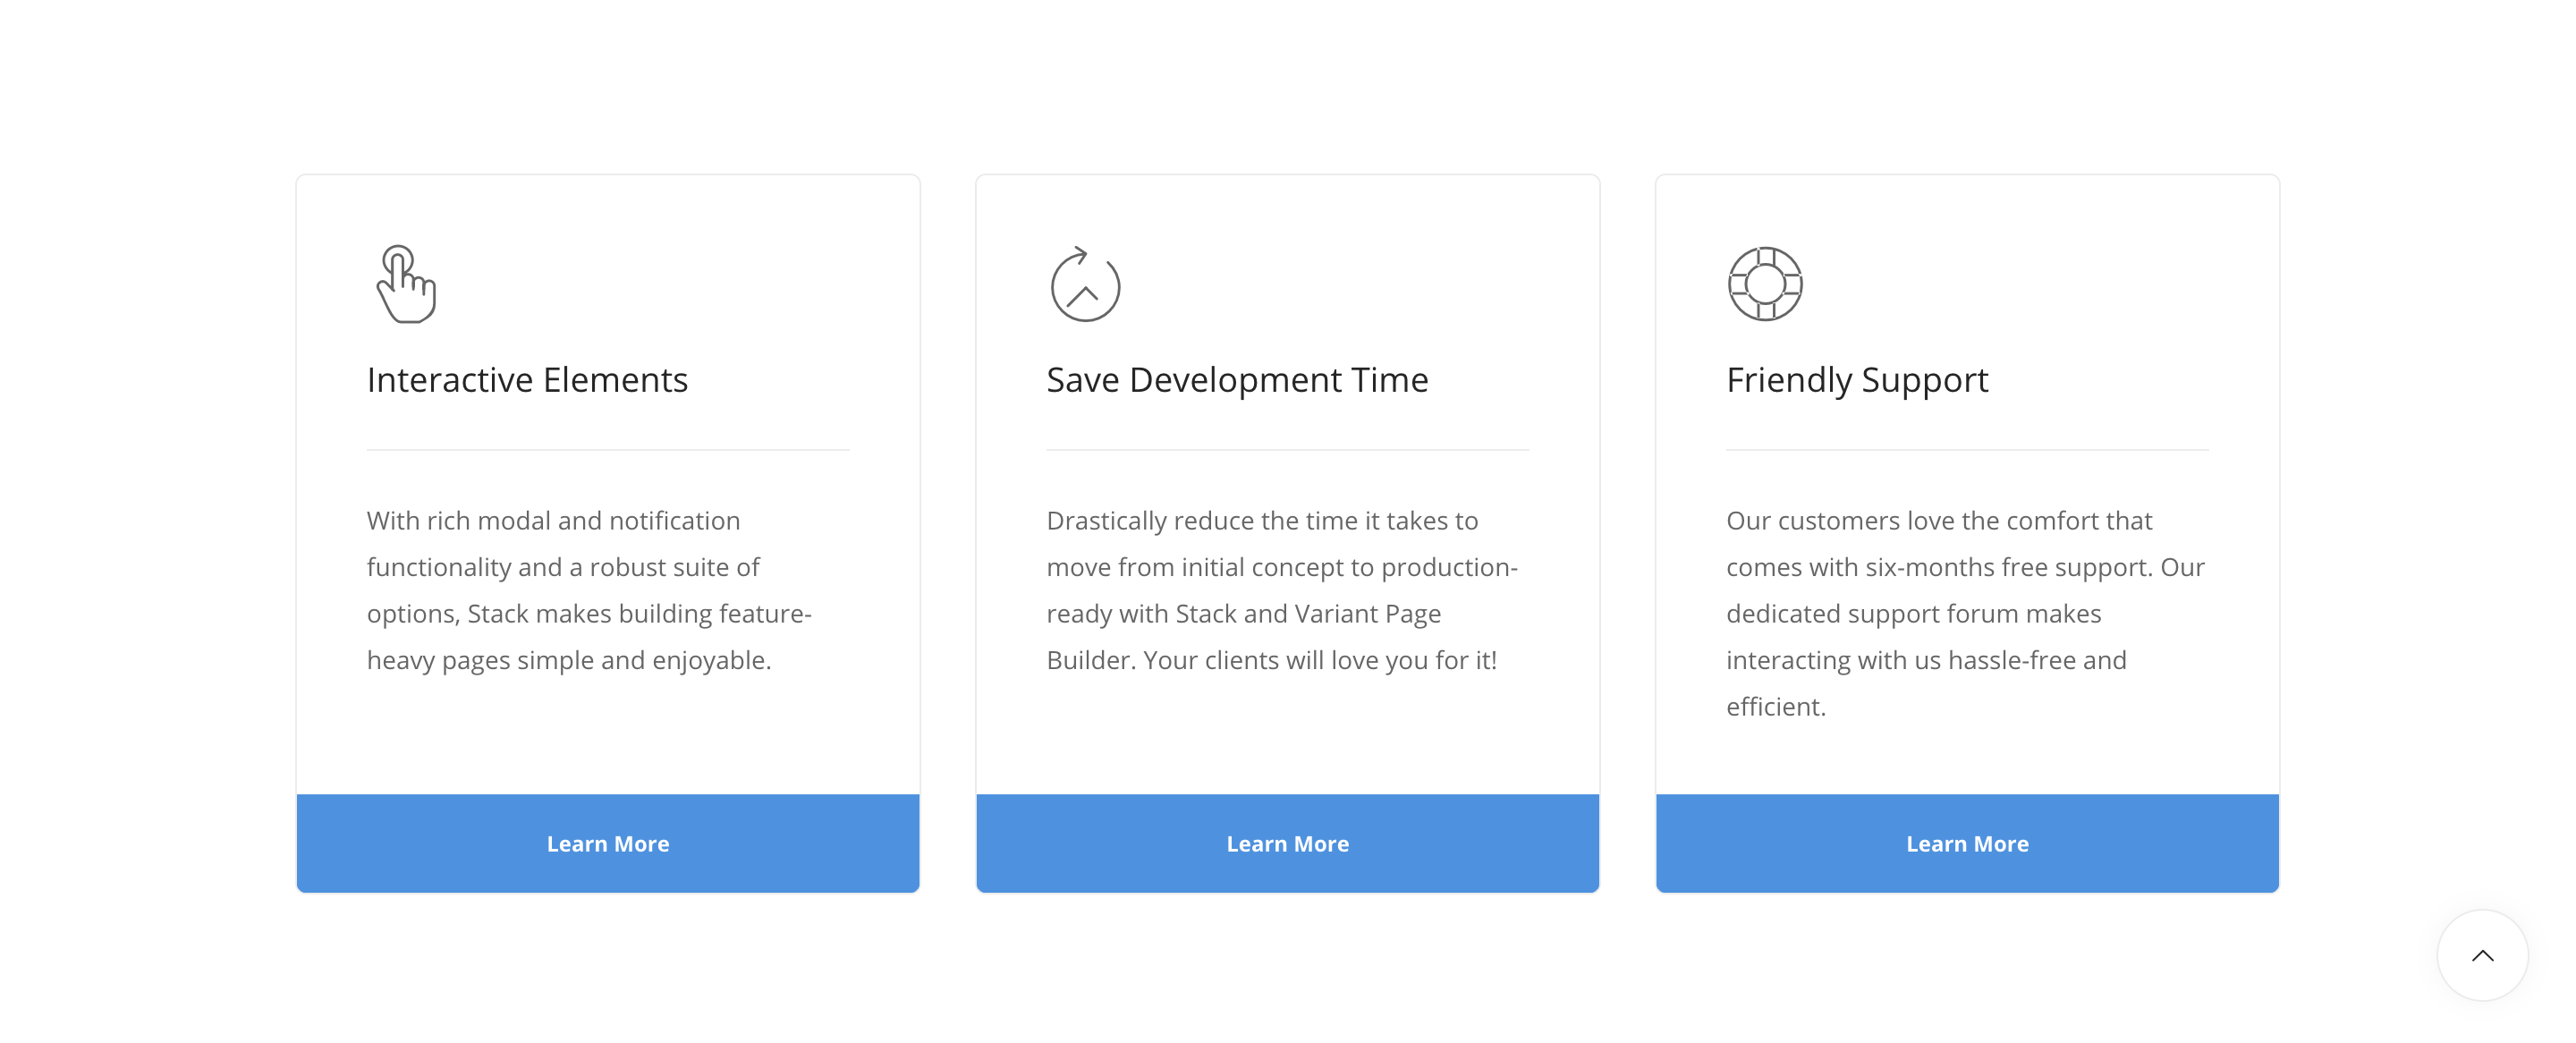 Interactive Elements
With rich modal and notification
functionality and a robust suite of
options, Stack makes building feature-
heavy pages simple and enjoyable.
Learn More
Save Development Time
Drastically reduce the time it takes to
move from initial concept to production-
ready with Stack and Variant Page
Builder. Your clients will love you for it!
Learn More
Friendly Support
Our customers love the comfort that
comes with six-months free support. Our
dedicated support forum makes
interacting with us hassle-free and
efficient.
Learn More